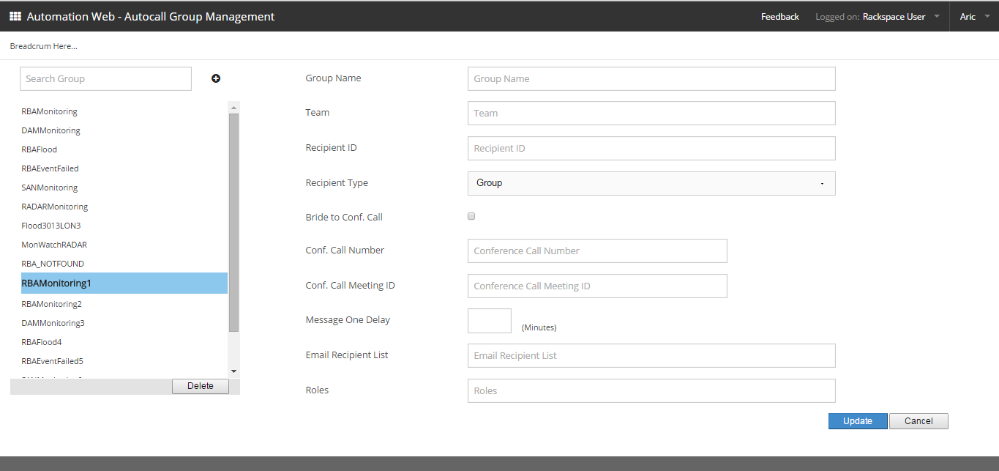 Automation Web - Autocall Group Management
Feedback
Logged on: Rackspace User
Aric
Breadcrum Here...
Search Group
RBAMonitoring
DAMMonitoring
RBAFlood
RBAEventFailed
SANMonitoring
RADARMonitoring
Flood3013LON3
MonWatchRADAR
RBA_NOTFOUND
RBAMonitoring1
RBAMonitoring2
DAMMonitoring3
RBAFlood4
RBAEventFailed5
Delete
Group Name
Group Name
Team
Team
Recipient ID
Recipient ID
Recipient Type
Group
Bride to Conf. Call
Conf. Call Number
Conference Call Number
Conf. Call Meeting ID
Conference Call Meeting ID
Message One Delay
(Minutes)
Email Recipient List
Email Recipient List
Roles
Roles
Update
Cancel